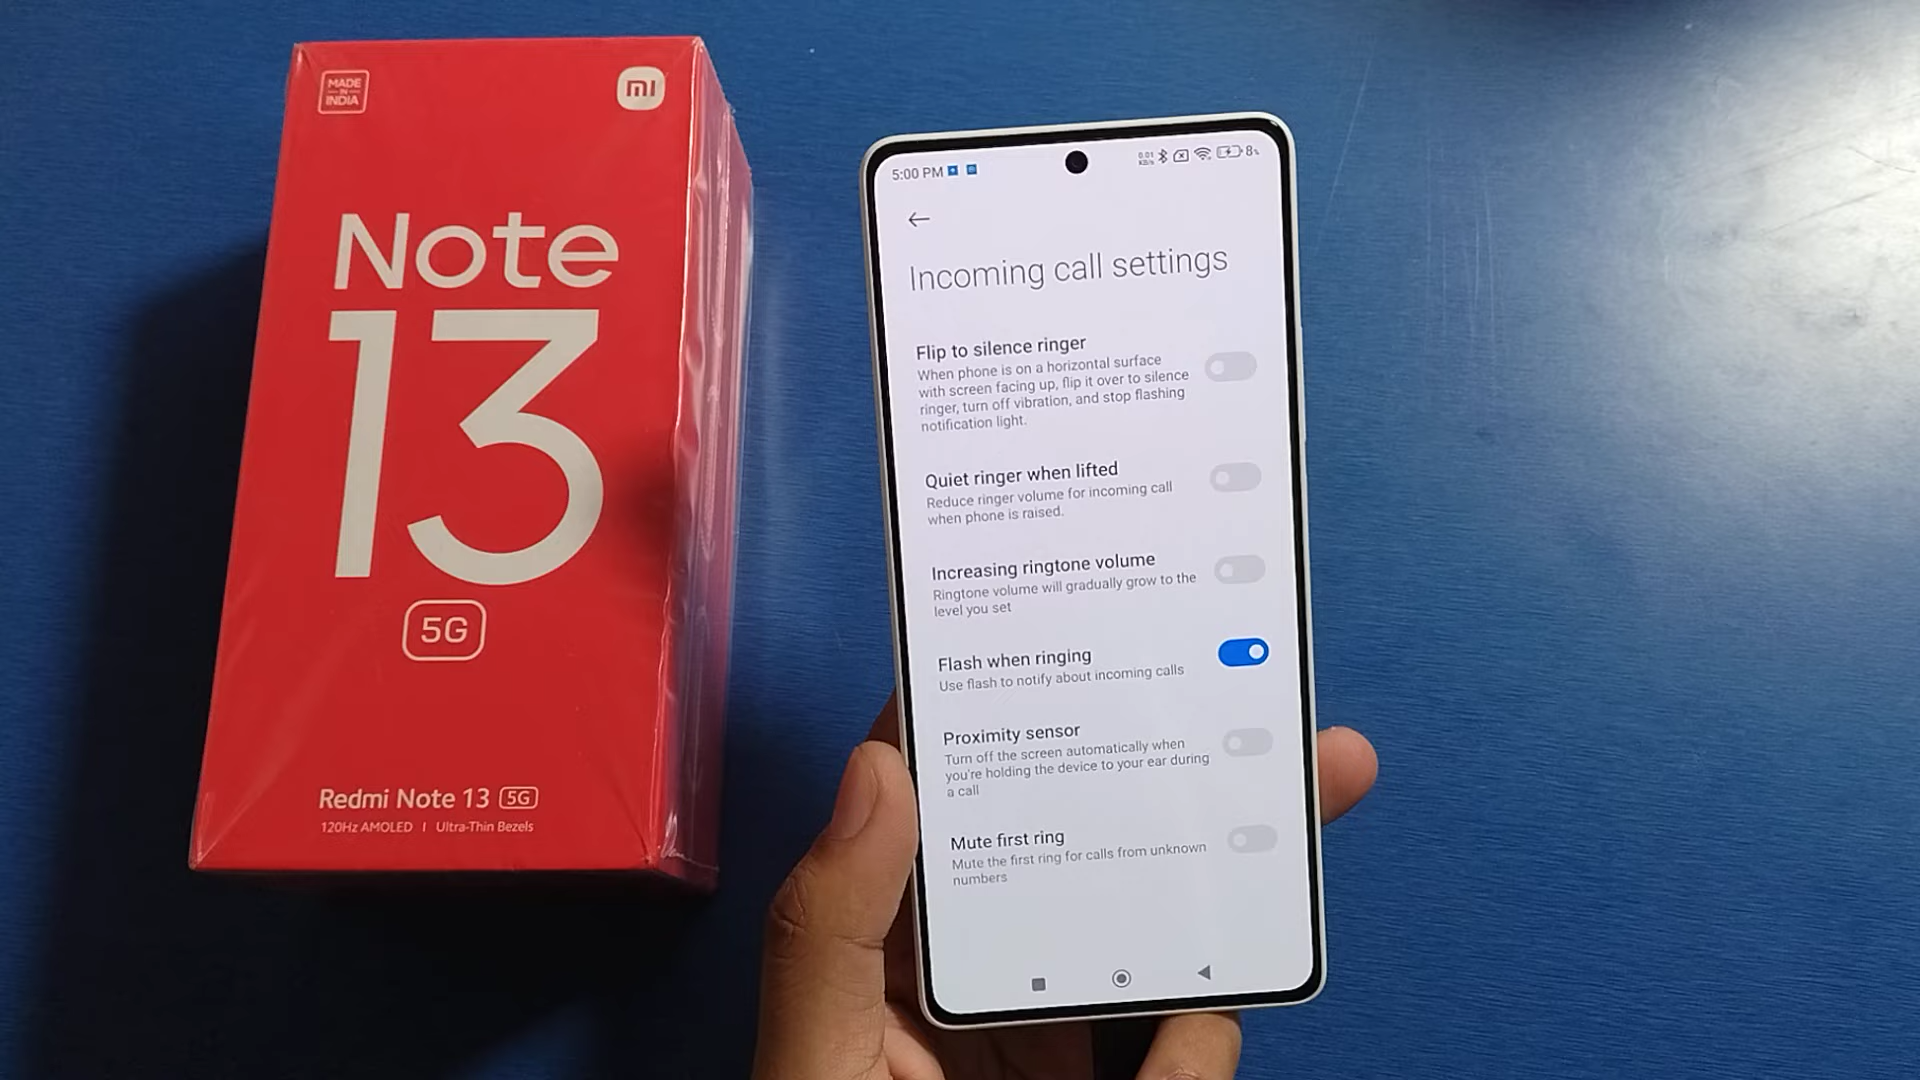 MADE
IN
INDIA
mi
Note
13
5G
Redmi Note 13 5G
120Hz AMOLED | Ultra-Thin Bezels
5:00 PM
0.01
KB/s
8%
Incoming call settings
Flip to silence ringer
When phone is on a horizontal surface
with screen facing up, flip it over to silence
ringer, turn off vibration, and stop flashing
notification light.
Quiet ringer when lifted
Reduce ringer volume for incoming call
when phone is raised.
Increasing ringtone volume
Ringtone volume will gradually grow to the
level you set
Flash when ringing
Use flash to notify about incoming calls
Proximity sensor
Turn off the screen automatically when
you're holding the device to your ear during
a call
Mute first ring
Mute the first ring for calls from unknown
numbers